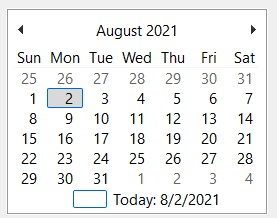 August 2021
Sun Mon Tue Wed Thu Fri Sat
25 26 27 28 29 30 31
1 2 3 4 5 6 7
8 9 10 11 12 13 14
15 16 17 18 19 20 21
22 23 24 25 26 27 28
29 30 31 1 2 3 4
Today: 8/2/2021